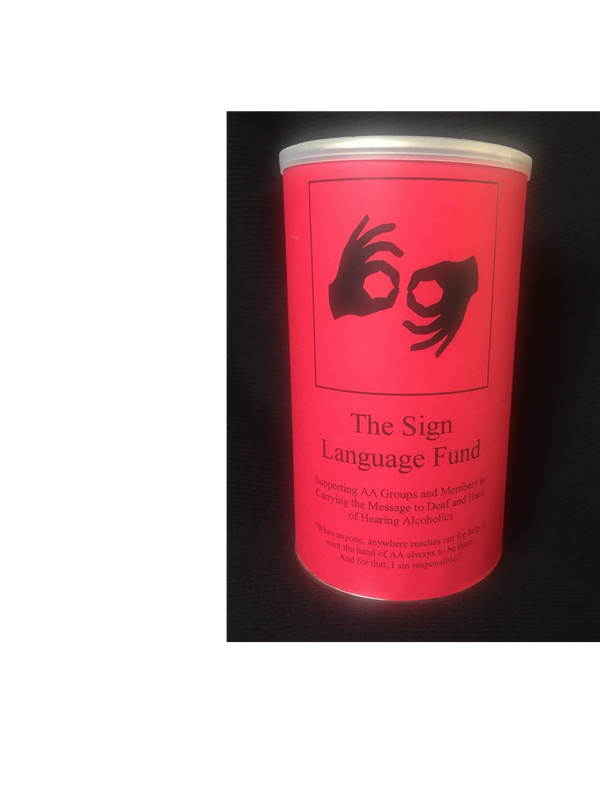 The Sign
Language Fund
Supporting AA Groups and Members in
Carrying the Message to Deaf and Hard
of Hearing Alcoholics
"When anyone, anywhere reaches out for help, I
want the hand of AA always to be there.
And for that, I am responsible."